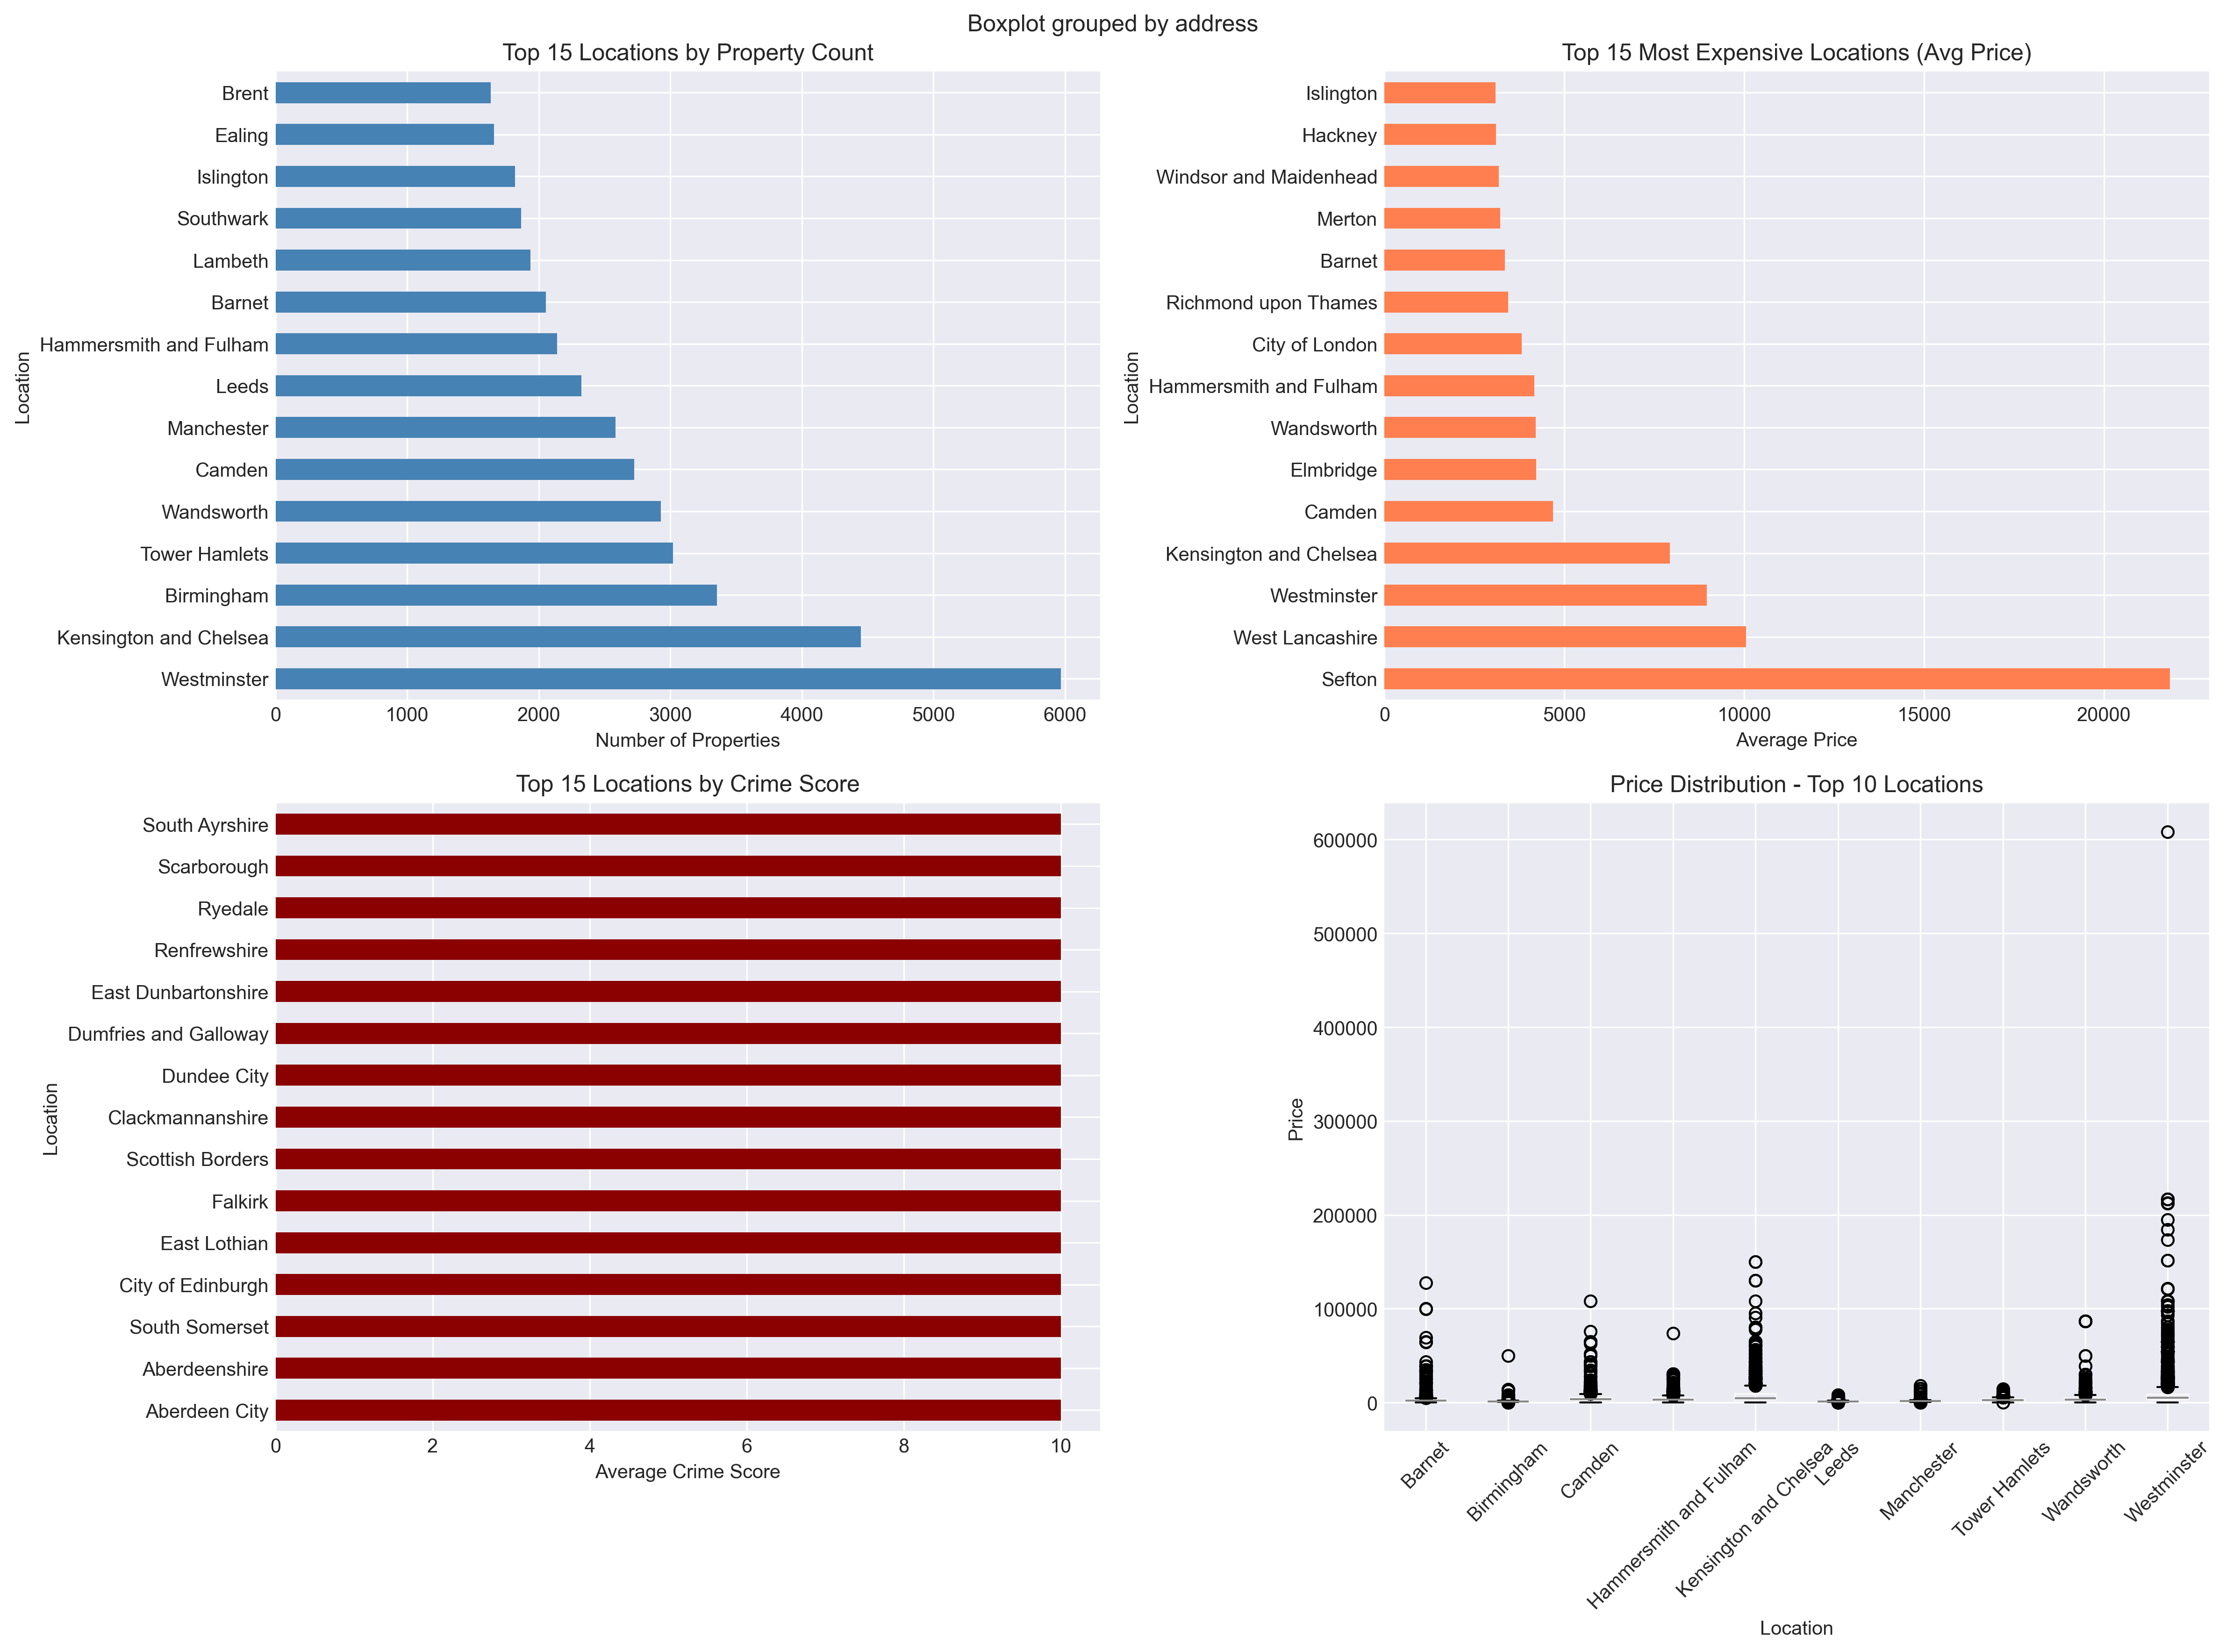 Boxplot grouped by address
Top 15 Locations by Property Count
Location
Brent
Ealing
Islington
Southwark
Lambeth
Barnet
Hammersmith and Fulham
Leeds
Manchester
Camden
Wandsworth
Tower Hamlets
Birmingham
Kensington and Chelsea
Westminster
0 1000 2000 3000 4000 5000 6000
Number of Properties
Top 15 Most Expensive Locations (Avg Price)
Location
Islington
Hackney
Windsor and Maidenhead
Merton
Barnet
Richmond upon Thames
City of London
Hammersmith and Fulham
Wandsworth
Elmbridge
Camden
Kensington and Chelsea
Westminster
West Lancashire
Sefton
0 5000 10000 15000 20000
Average Price
Top 15 Locations by Crime Score
Location
South Ayrshire
Scarborough
Ryedale
Renfrewshire
East Dunbartonshire
Dumfries and Galloway
Dundee City
Clackmannanshire
Scottish Borders
Falkirk
East Lothian
City of Edinburgh
South Somerset
Aberdeenshire
Aberdeen City
0 2 4 6 8 10
Average Crime Score
Price Distribution - Top 10 Locations
Price
600000
500000
400000
300000
200000
100000
0
Barnet
Birmingham
Camden
Hammersmith and Fulham
Kensington and Chelsea
Leeds
Manchester
Tower Hamlets
Wandsworth
Westminster
Location